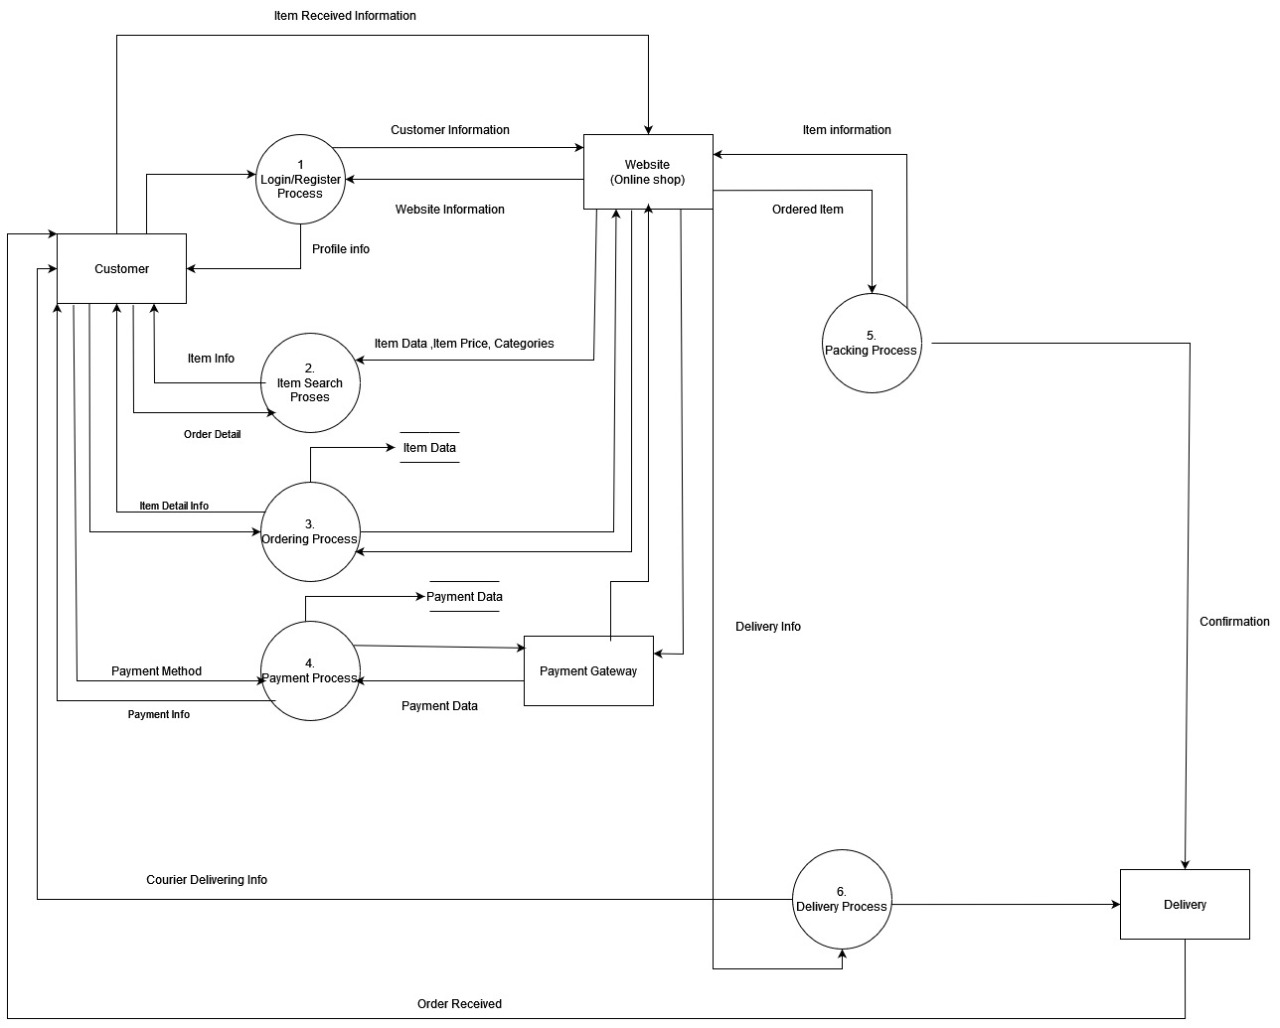 Item Received Information
Customer Information
Item information
1
Login/Register
Process
Website
(Online shop)
Website Information
Ordered Item
Profile info
Customer
5.
Packing Process
Item Info
Item Data ,Item Price, Categories
2.
Item Search
Proses
Order Detail
Item Data
Item Detail Info
3.
Ordering Process
Payment Data
Delivery Info
Confirmation
4.
Payment Process
Payment Method
Payment Gateway
Payment Info
Payment Data
Courier Delivering Info
6.
Delivery Process
Delivery
Order Received